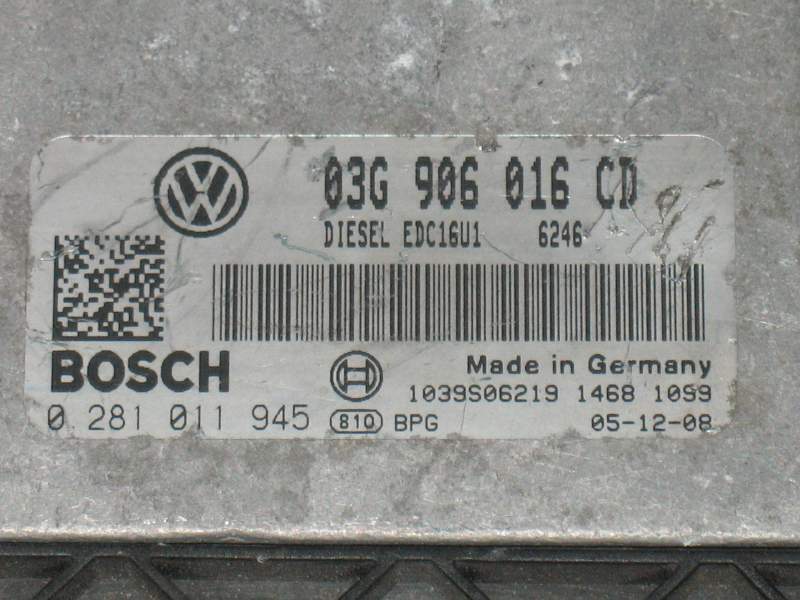 03G 906 016 CD
DIESEL EDC16U1 6246
BOSCH
Made in Germany
1039S06219 1468 10S9
0 281 011 945 810 BPG 05-12-08